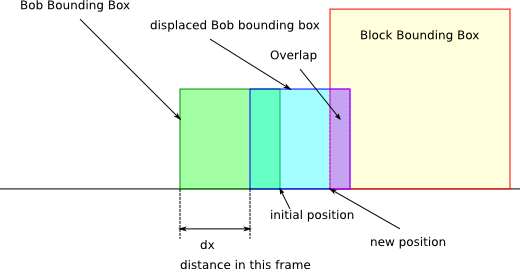 Bob Bounding Box
displaced Bob bounding box
Block Bounding Box
Overlap
initial position
new position
dx
distance in this frame